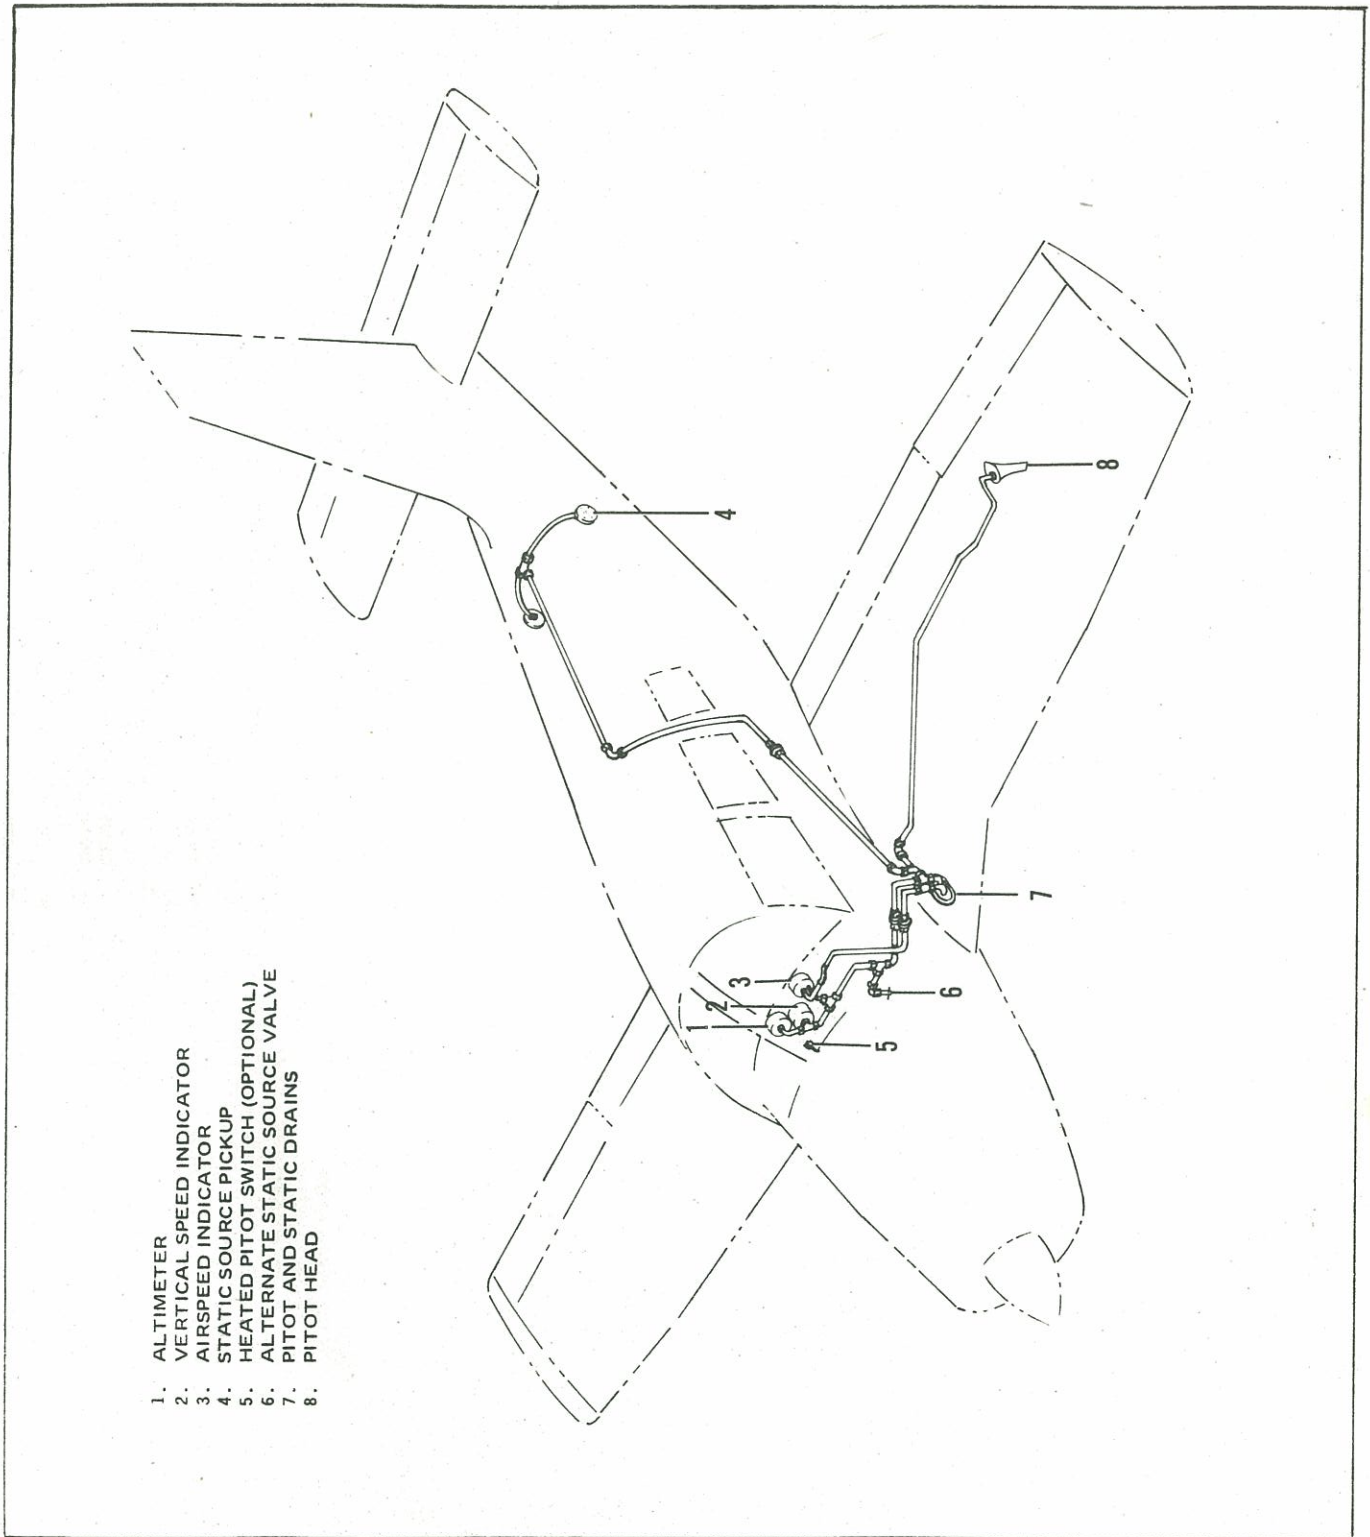 1. ALTIMETER
2. VERTICAL SPEED INDICATOR
3. AIRSPEED INDICATOR
4. STATIC SOURCE PICKUP
5. HEATED PITOT SWITCH (OPTIONAL)
6. ALTERNATE STATIC SOURCE VALVE
7. PITOT AND STATIC DRAINS
8. PITOT HEAD
1
2
3
4
5
6
7
8